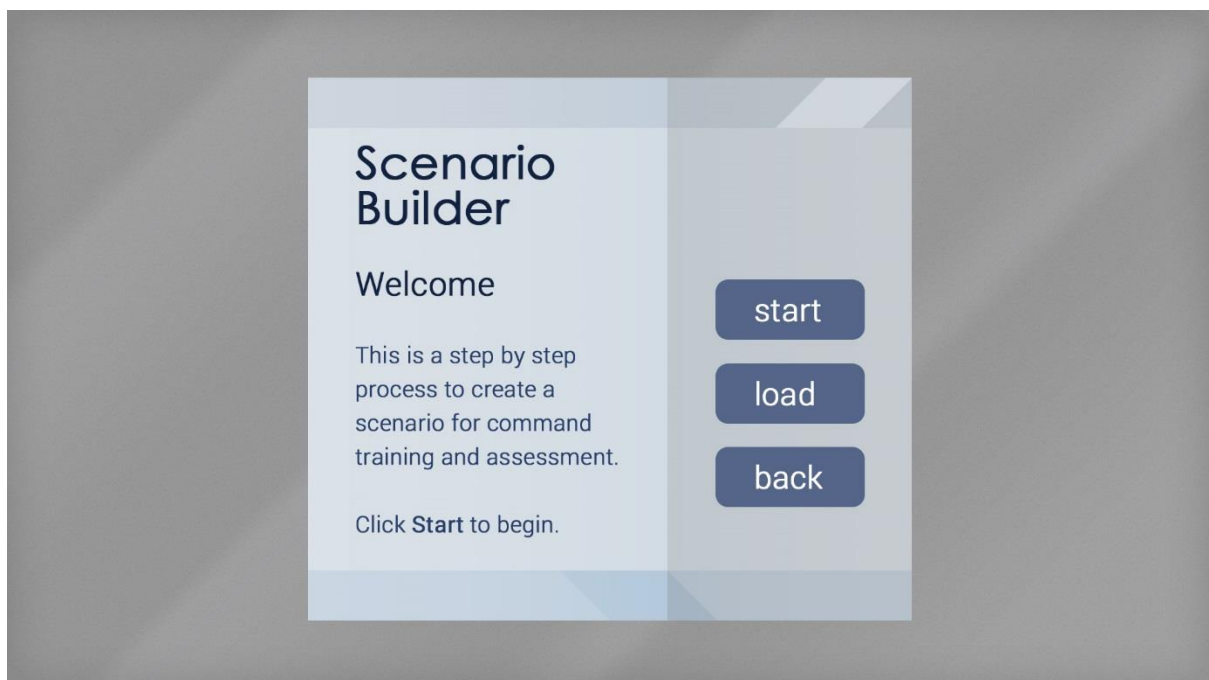 Scenario
Builder
Welcome
This is a step by step
process to create a
scenario for command
training and assessment.
Click Start to begin.
start
load
back